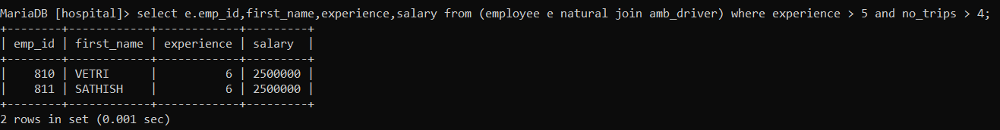 MariaDB [hospital]> select e.emp_id,first_name,experience,salary from (employee e natural join amb_driver) where experience > 5 and no_trips > 4;
+--------+------------+------------+---------+
| emp_id | first_name | experience | salary  |
+--------+------------+------------+---------+
|    810 | VETRI      |          6 | 2500000 |
|    811 | SATHISH    |          6 | 2500000 |
+--------+------------+------------+---------+
2 rows in set (0.001 sec)